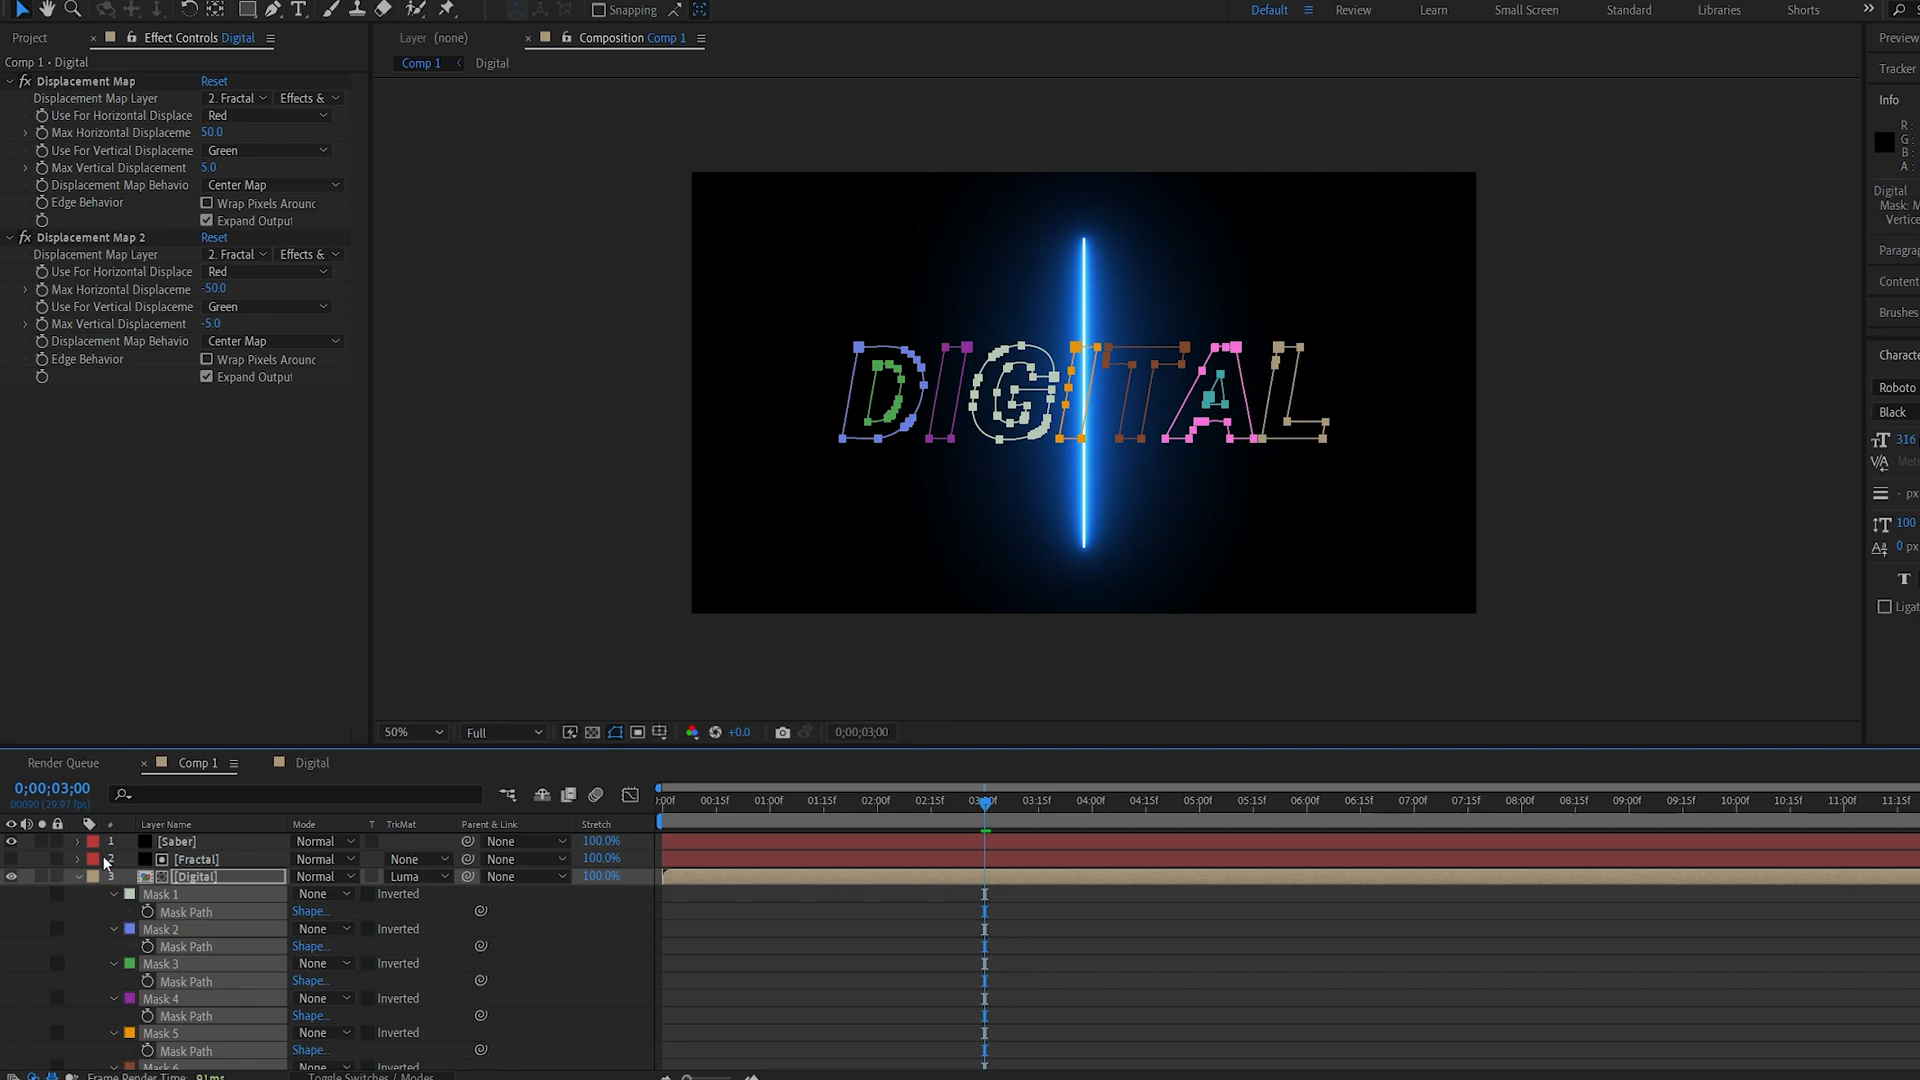 Snapping
Default
Review
Learn
Small Screen
Standard
Libraries
Shorts
Project
Effect Controls Digital
Layer (none)
Composition Comp 1
Preview
Comp 1 • Digital
Comp 1
Digital
Tracker
fx Displacement Map
Reset
Displacement Map Layer
2. Fractal
Effects &
Use For Horizontal Displace
Red
Max Horizontal Displaceme
50.0
Use For Vertical Displaceme
Green
Max Vertical Displacement
5.0
Displacement Map Behavio
Center Map
Edge Behavior
Wrap Pixels Arounc
Expand Output
fx Displacement Map 2
Reset
Displacement Map Layer
2. Fractal
Effects &
Use For Horizontal Displace
Red
Max Horizontal Displaceme
-50.0
Use For Vertical Displaceme
Green
Max Vertical Displacement
-5.0
Displacement Map Behavio
Center Map
Edge Behavior
Wrap Pixels Arounc
Expand Output
DIGITAL
Info
R:
G:
B:
A:
Digital
Mask: M
Vertice
Paragra
Content
Brushes
Characte
Roboto
Black
316
Met
- px
100
0 px
T
Ligat
50%
Full
+0.0
0;00;03;00
Render Queue
Comp 1
Digital
0;00;03;00
00090 (29.97 fps)
):00f 00:15f 01:00f 01:15f 02:00f 02:15f 03:00f 03:15f 04:00f 04:15f 05:00f 05:15f 06:00f 06:15f 07:00f 07:15f 08:00f 08:15f 09:00f 09:15f 10:00f 10:15f 11:00f 11:15f
# Layer Name Mode T TrkMat Parent & Link Stretch
1 [Saber] Normal None 100.0%
2 [Fractal] Normal None None 100.0%
3 [Digital] Normal Luma None 100.0%
Mask 1 None Inverted
Mask Path Shape...
Mask 2 None Inverted
Mask Path Shape...
Mask 3 None Inverted
Mask Path Shape...
Mask 4 None Inverted
Mask Path Shape...
Mask 5 None Inverted
Mask Path Shape...
Mask 6 None Inverted
Frame Render Time: 91ms
Toggle Switches / Modes